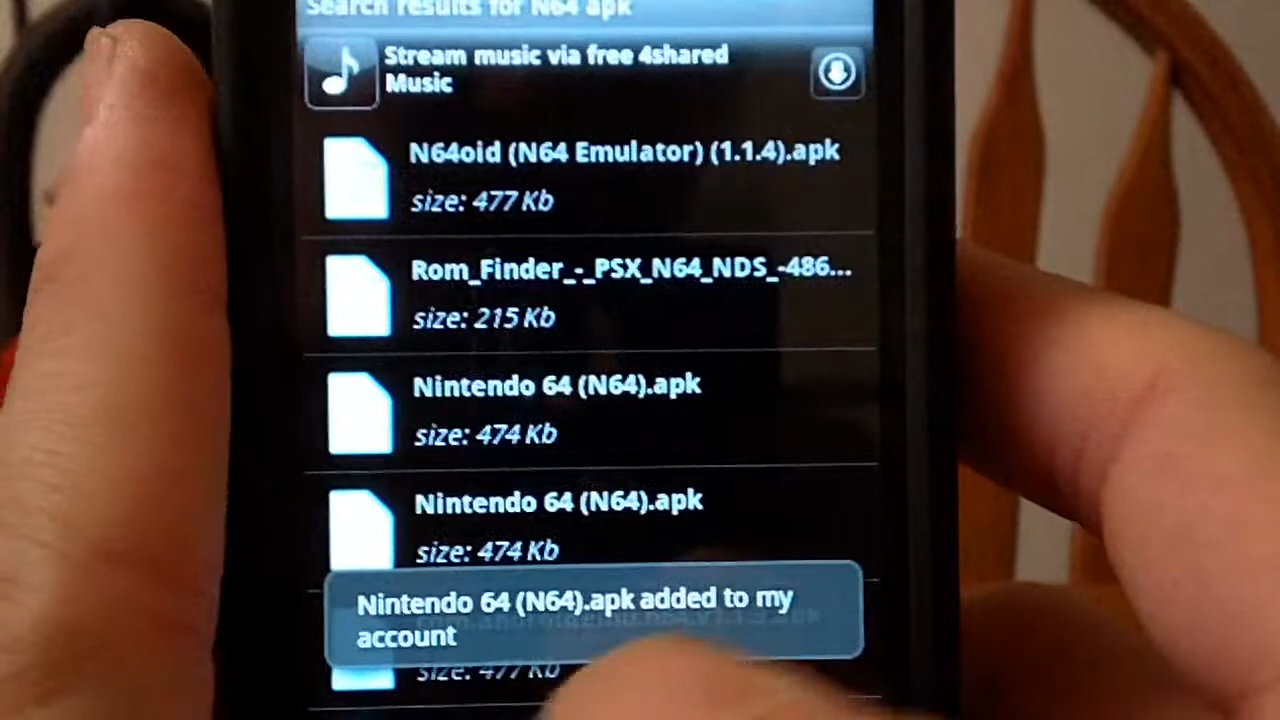 Search results for N64 apk
Stream music via free 4shared
Music
N64oid (N64 Emulator) (1.1.4).apk
size: 477 Kb
Rom_Finder_-_PSX_N64_NDS_-486...
size: 215 Kb
Nintendo 64 (N64).apk
size: 474 Kb
Nintendo 64 (N64).apk
size: 474 Kb
Nintendo 64 (N64).apk added to my
account
size: 477 Kb